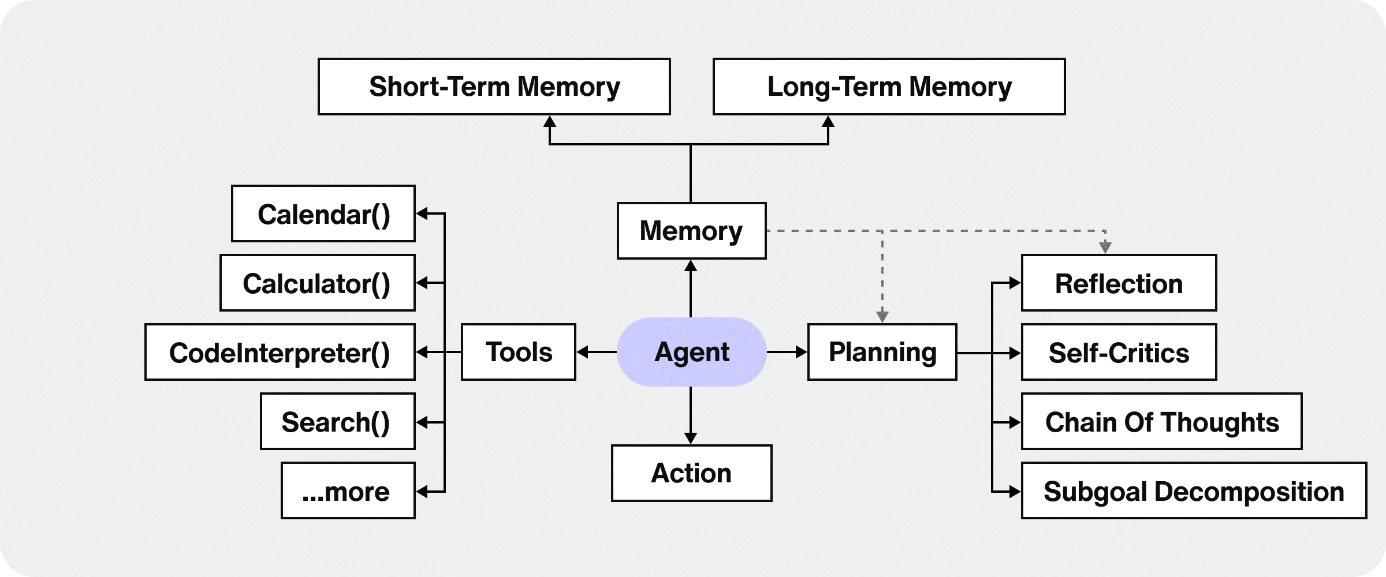 Short-Term Memory
Long-Term Memory
Calendar()
Calculator()
CodeInterpreter()
Search()
...more
Tools
Memory
Agent
Action
Planning
Reflection
Self-Critics
Chain Of Thoughts
Subgoal Decomposition